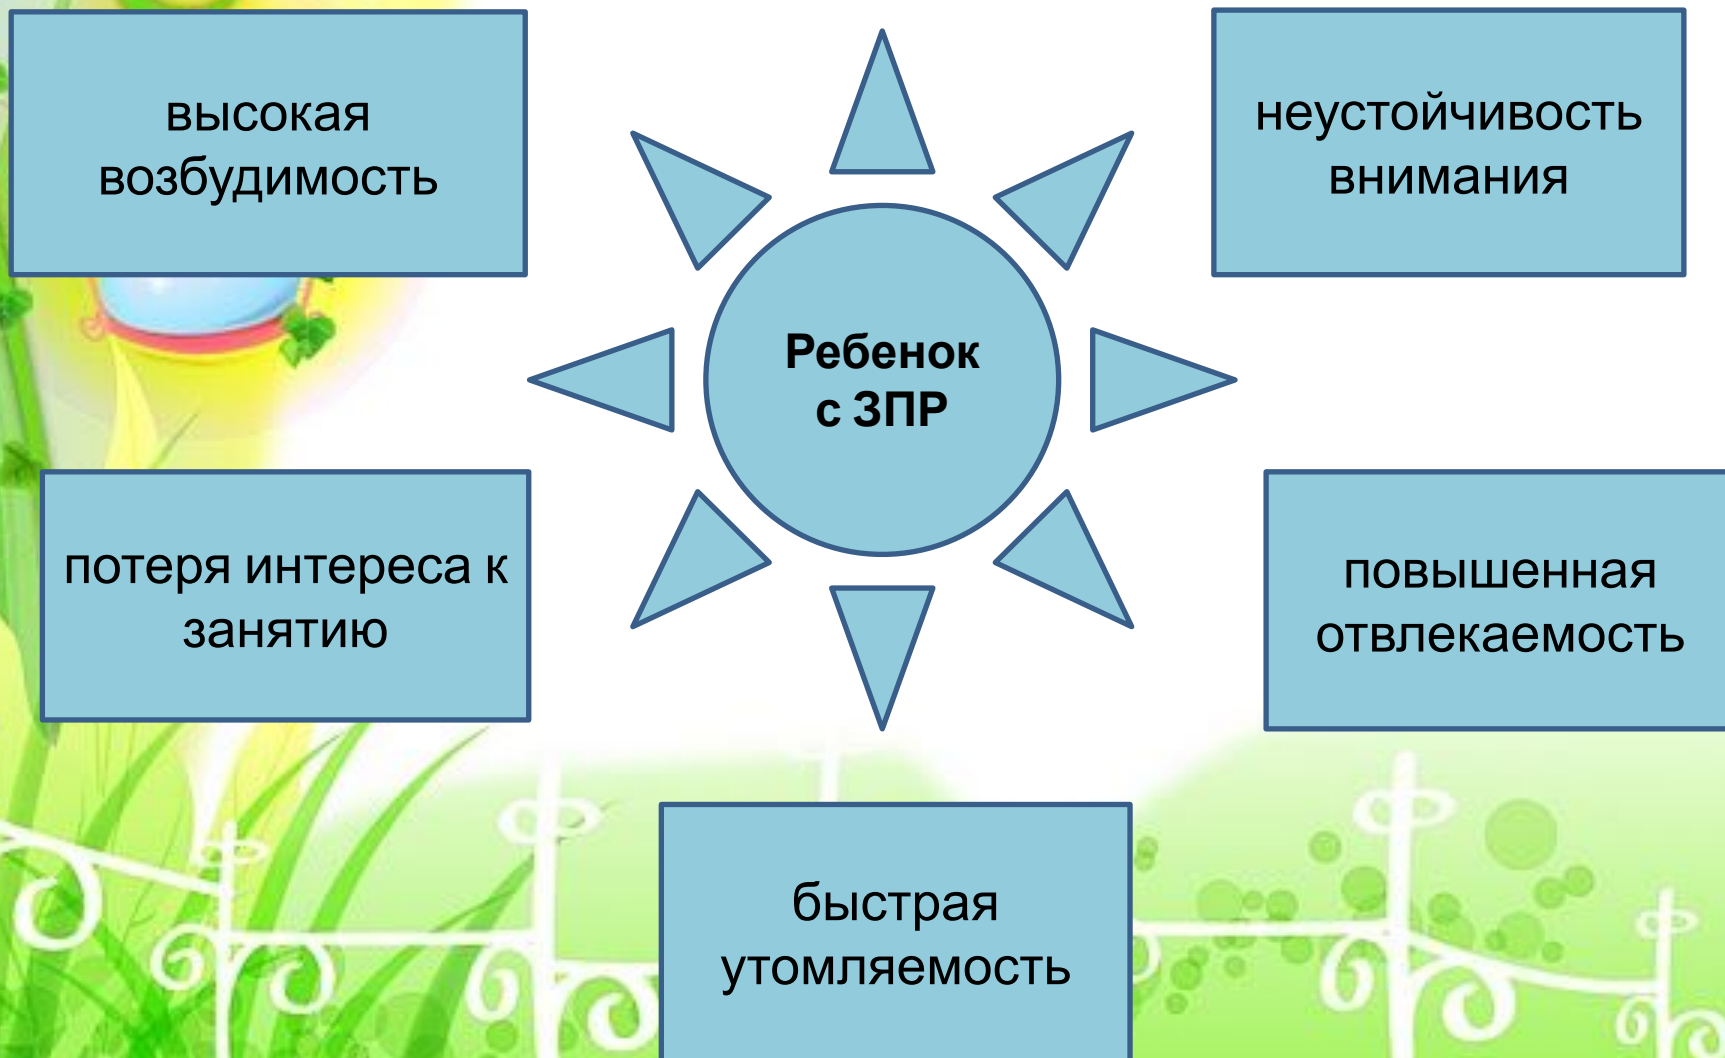 высокая
возбудимость
неустойчивость
внимания
Ребенок
с ЗПР
потеря интереса к
занятию
повышенная
отвлекаемость
быстрая
утомляемость